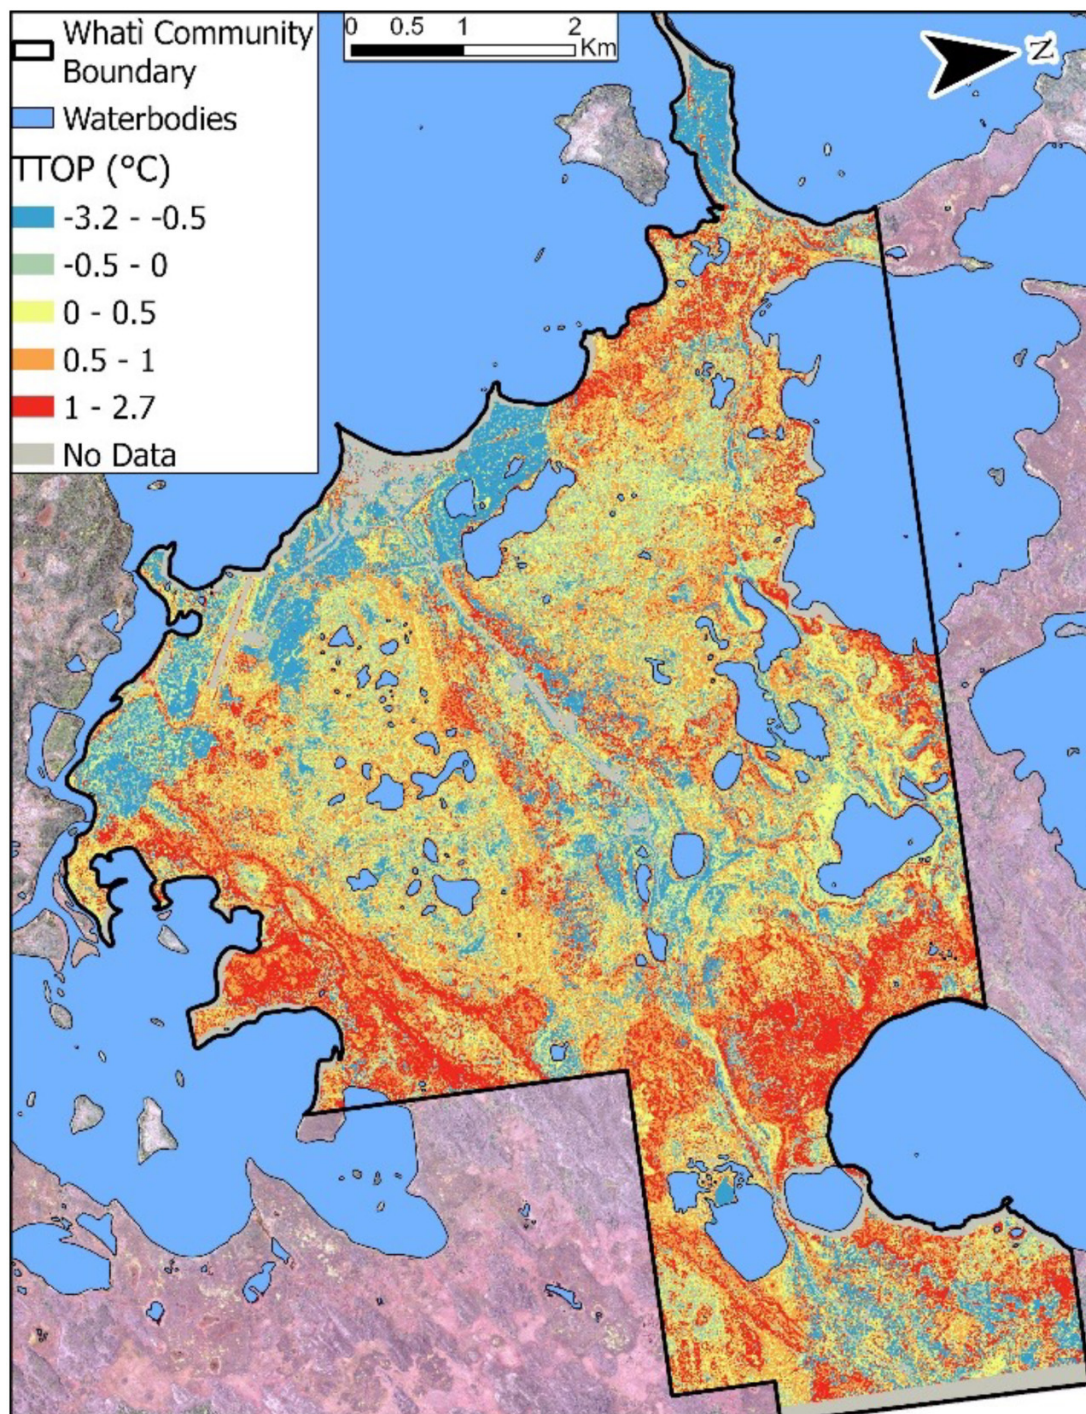 Whatì Community
Boundary
Waterbodies
TTOP (°C)
-3.2 - -0.5
-0.5 - 0
0 - 0.5
0.5 - 1
1 - 2.7
No Data
0 0.5 1 2
Km
N